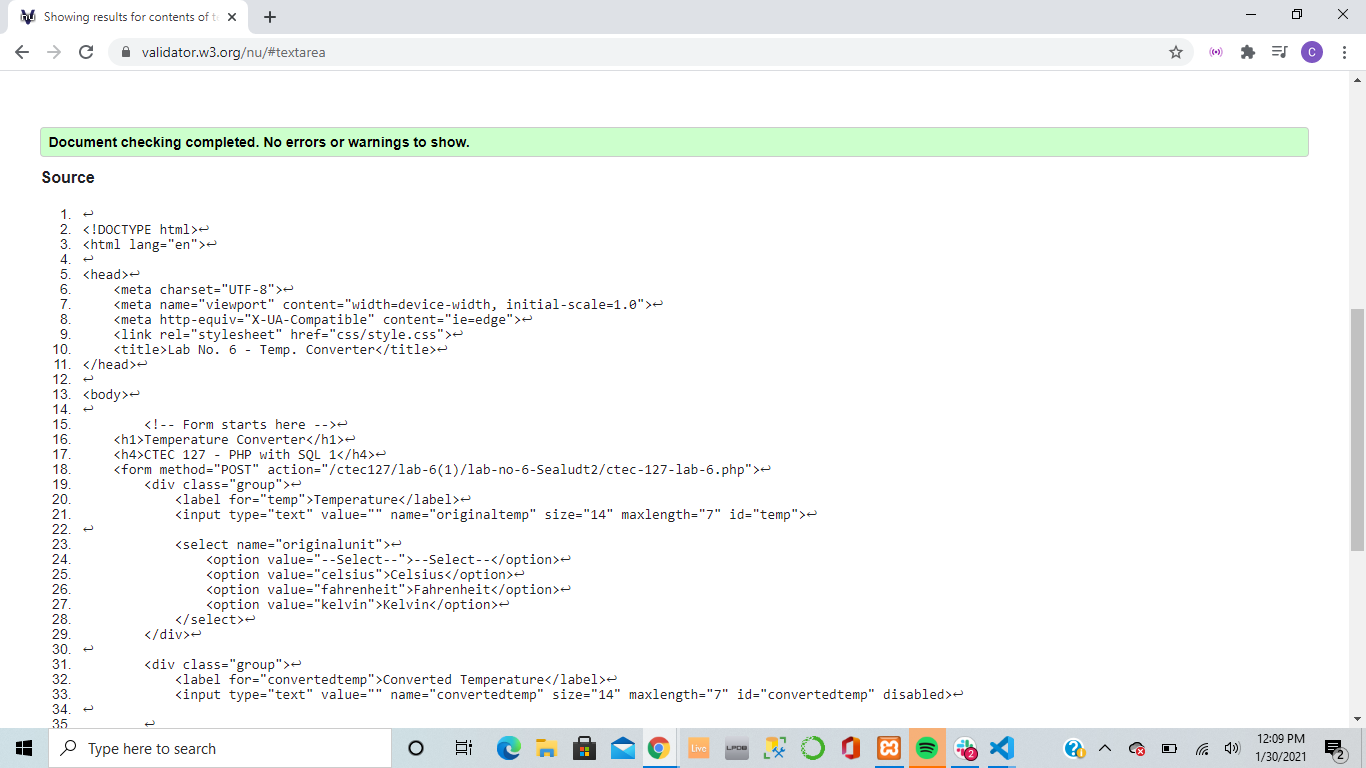 Showing results for contents of t
validator.w3.org/nu/#textarea
C
Document checking completed. No errors or warnings to show.
Source
1. ↩
2. <!DOCTYPE html>↩
3. <html lang="en">↩
4. ↩
5. <head>↩
6.     <meta charset="UTF-8">↩
7.     <meta name="viewport" content="width=device-width, initial-scale=1.0">↩
8.     <meta http-equiv="X-UA-Compatible" content="ie=edge">↩
9.     <link rel="stylesheet" href="css/style.css">↩
10.     <title>Lab No. 6 - Temp. Converter</title>↩
11. </head>↩
12. ↩
13. <body>↩
14. ↩
15.         <!-- Form starts here -->↩
16.     <h1>Temperature Converter</h1>↩
17.     <h4>CTEC 127 - PHP with SQL 1</h4>↩
18.     <form method="POST" action="/ctec127/lab-6(1)/lab-no-6-Sealudt2/ctec-127-lab-6.php">↩
19.         <div class="group">↩
20.             <label for="temp">Temperature</label>↩
21.             <input type="text" value="" name="originaltemp" size="14" maxlength="7" id="temp">↩
22. ↩
23.             <select name="originalunit">↩
24.                 <option value="--Select--">--Select--</option>↩
25.                 <option value="celsius">Celsius</option>↩
26.                 <option value="fahrenheit">Fahrenheit</option>↩
27.                 <option value="kelvin">Kelvin</option>↩
28.             </select>↩
29.         </div>↩
30. ↩
31.         <div class="group">↩
32.             <label for="convertedtemp">Converted Temperature</label>↩
33.             <input type="text" value="" name="convertedtemp" size="14" maxlength="7" id="convertedtemp" disabled>↩
34. ↩
35.         ↩
Type here to search
Live
LPDB
2
12:09 PM
1/30/2021
2